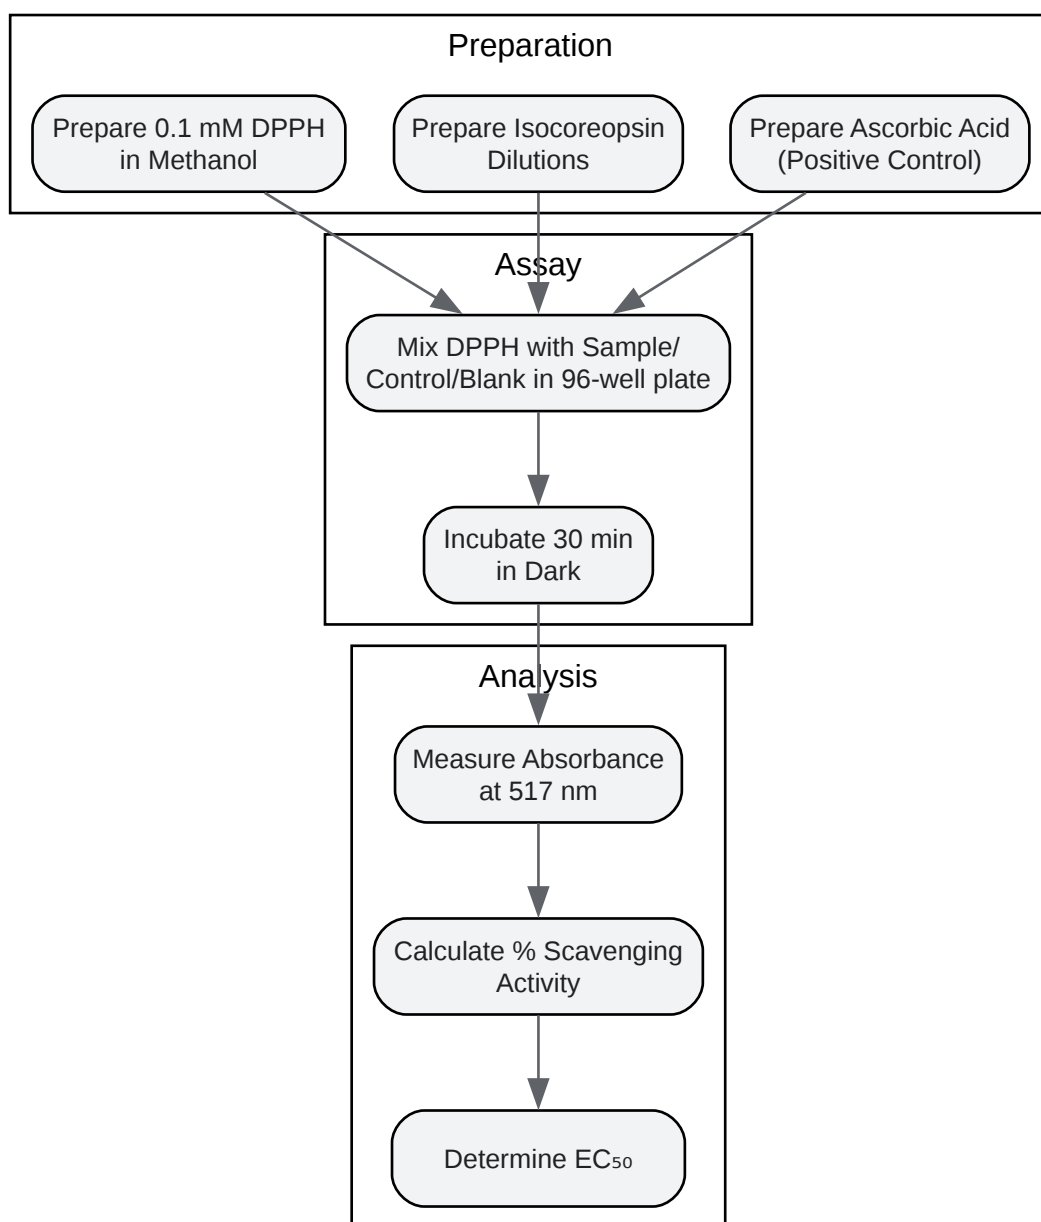 Preparation
Prepare 0.1 mM DPPH
in Methanol
Prepare Isocoreopsin
Dilutions
Prepare Ascorbic Acid
(Positive Control)
Assay
Mix DPPH with Sample/
Control/Blank in 96-well plate
Incubate 30 min
in Dark
Analysis
Measure Absorbance
at 517 nm
Calculate % Scavenging
Activity
Determine EC₅₀